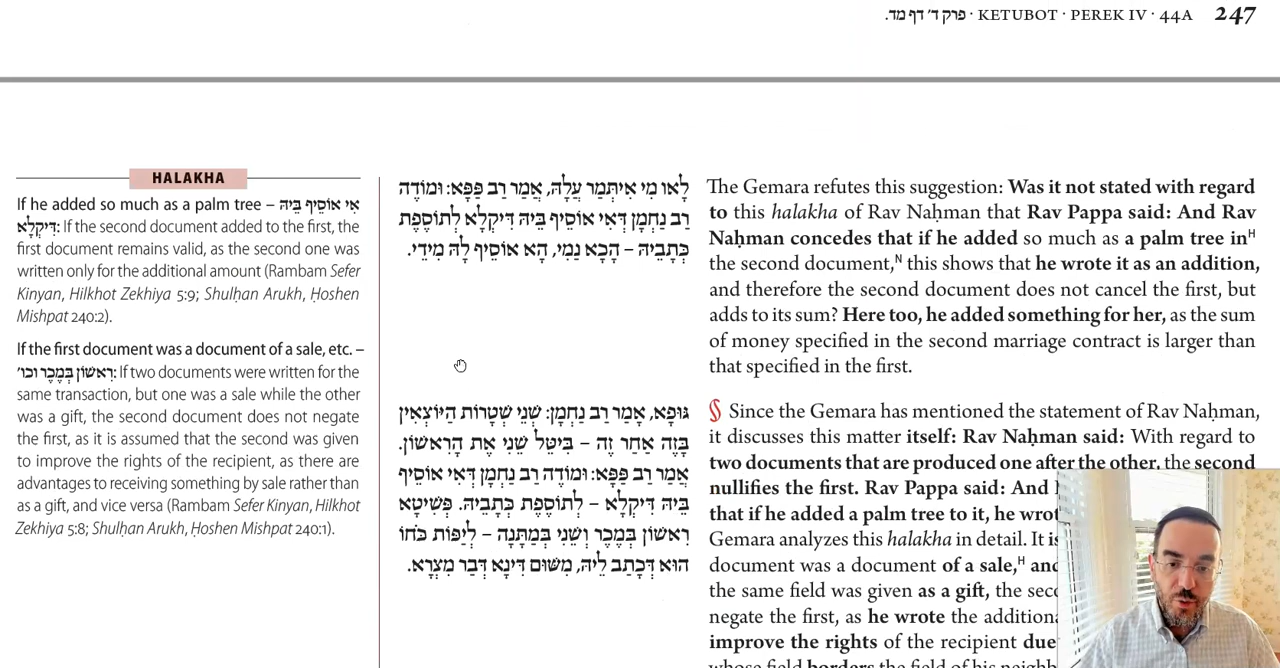 פרק ד׳ דף מד. · KETUBOT · PEREK IV · 44A 247
HALAKHA
If he added so much as a palm tree – אִי אוֹסֵיף בֵּיהּ
דִּיקְלָא: If the second document added to the first, the
first document remains valid, as the second one was
written only for the additional amount (Rambam Sefer
Kinyan, Hilkhot Zekhiya 5:9; Shulḥan Arukh, Ḥoshen
Mishpat 240:2).
If the first document was a document of a sale, etc. –
רִאשׁוֹן בְּמֶכֶר וכו׳: If two documents were written for the
same transaction, but one was a sale while the other
was a gift, the second document does not negate
the first, as it is assumed that the second was given
to improve the rights of the recipient, as there are
advantages to receiving something by sale rather than
as a gift, and vice versa (Rambam Sefer Kinyan, Hilkhot
Zekhiya 5:8; Shulḥan Arukh, Ḥoshen Mishpat 240:1).
לָאו מִי אִיתְּמַר עֲלָהּ, אֲמַר רַב פַּפָּא: וּמוֹדֶה
רַב נַחְמָן דְּאִי אוֹסֵיף בֵּיהּ דִּיקְלָא לְתוֹסֶפֶת
כְּתָבֵיהּ – הָכָא נַמִי, הָא אוֹסֵיף לָהּ מִידֵּי.
גּוּפָא, אָמַר רַב נַחְמָן: שְׁנֵי שְׁטָרוֹת הַיּוֹצְאִין
בָּזֶה אַחַר זֶה – בִּיטֵּל שֵׁנִי אֶת הָרִאשׁוֹן.
אֲמַר רַב פַּפָּא: וּמוֹדֶה רַב נַחְמָן דְּאִי אוֹסֵיף
בֵּיהּ דִּיקְלָא – לְתוֹסֶפֶת כְּתָבֵיהּ. פְּשִׁיטָא
רִאשׁוֹן בְּמֶכֶר וְשֵׁנִי בְּמַתָּנָה – לְיַפּוֹת כֹּחוֹ
הוּא דִּכְתַב לֵיהּ, מִשּׁוּם דִּינָא דְּבַר מִצְרָא.
The Gemara refutes this suggestion: Was it not stated with regard
to this halakha of Rav Naḥman that Rav Pappa said: And Rav
Naḥman concedes that if he added so much as a palm tree inᴴ
the second document,ᴺ this shows that he wrote it as an addition,
and therefore the second document does not cancel the first, but
adds to its sum? Here too, he added something for her, as the sum
of money specified in the second marriage contract is larger than
that specified in the first.
§ Since the Gemara has mentioned the statement of Rav Naḥman,
it discusses this matter itself: Rav Naḥman said: With regard to
two documents that are produced one after the other, the second
nullifies the first. Rav Pappa said: And
that if he added a palm tree to it, he wrot
Gemara analyzes this halakha in detail. It is
document was a document of a sale,ᴴ and
the same field was given as a gift, the sec
negate the first, as he wrote the additiona
improve the rights of the recipient due
whose field borders the field of his neighb